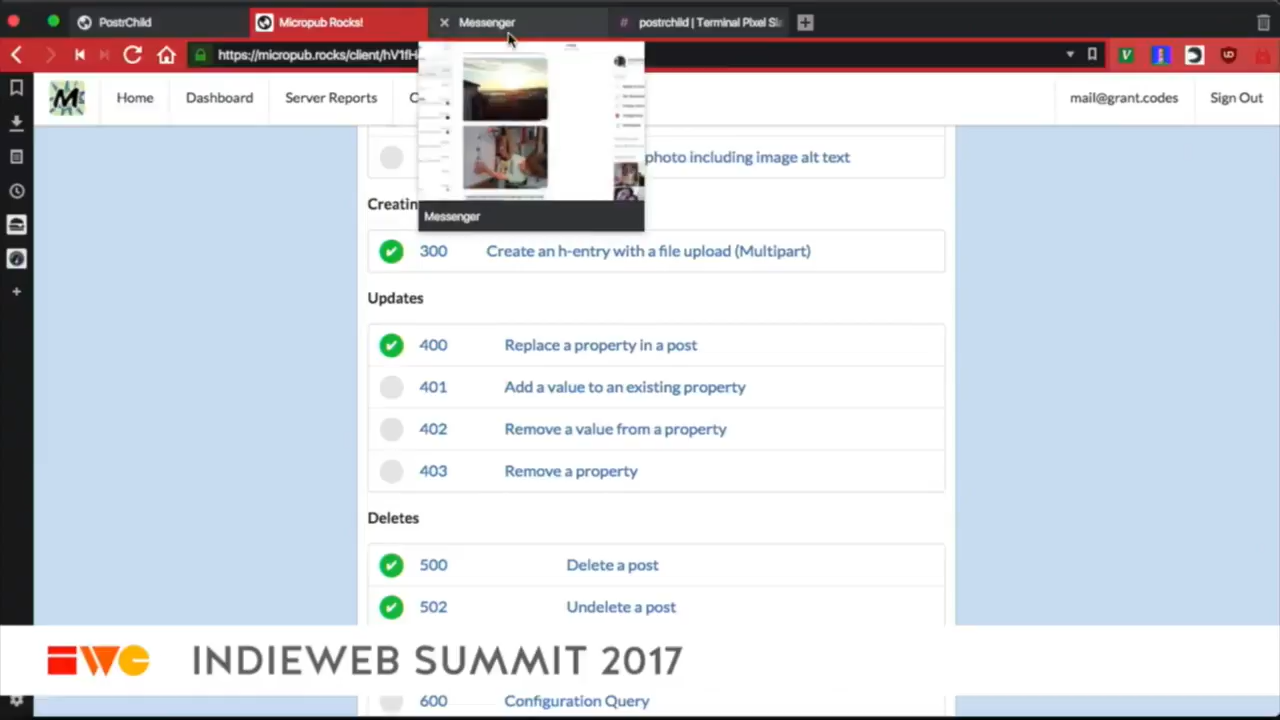 PostrChild
Micropub Rocks!
Messenger
# postrchild | Terminal Pixel
https://micropub.rocks/client/
Home
Dashboard
Server Reports
mail@grant.codes
Sign Out
photo including image alt text
Messenger
300 Create an h-entry with a file upload (Multipart)
Updates
400 Replace a property in a post
401 Add a value to an existing property
402 Remove a value from a property
403 Remove a property
Deletes
500 Delete a post
502 Undelete a post
IWC INDIEWEB SUMMIT 2017
600 Configuration Query